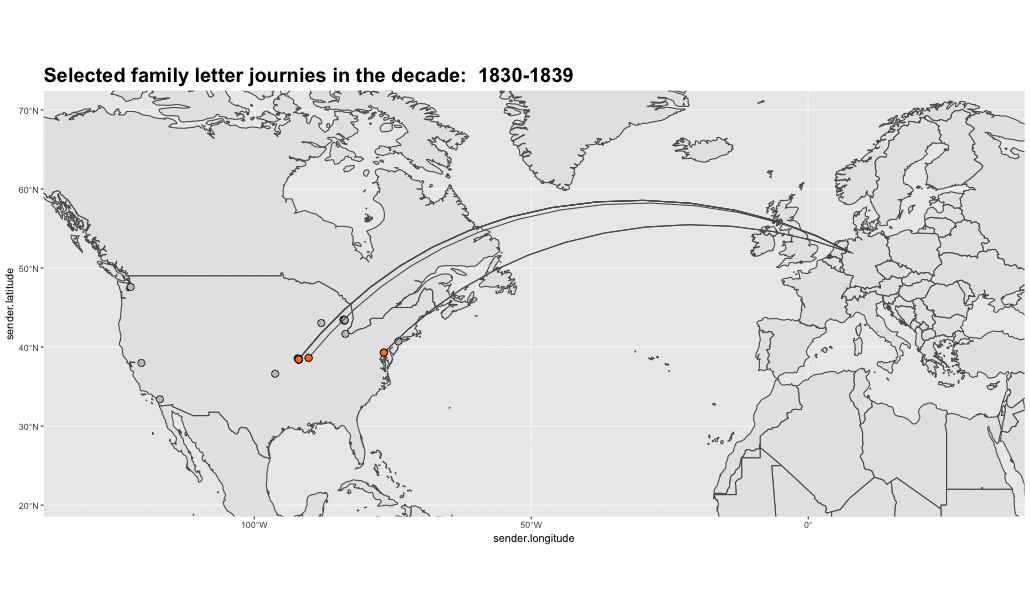 Selected family letter journies in the decade:  1830-1839
70°N
60°N
50°N
40°N
30°N
20°N
sender.latitude
100°W
50°W
0°
sender.longitude